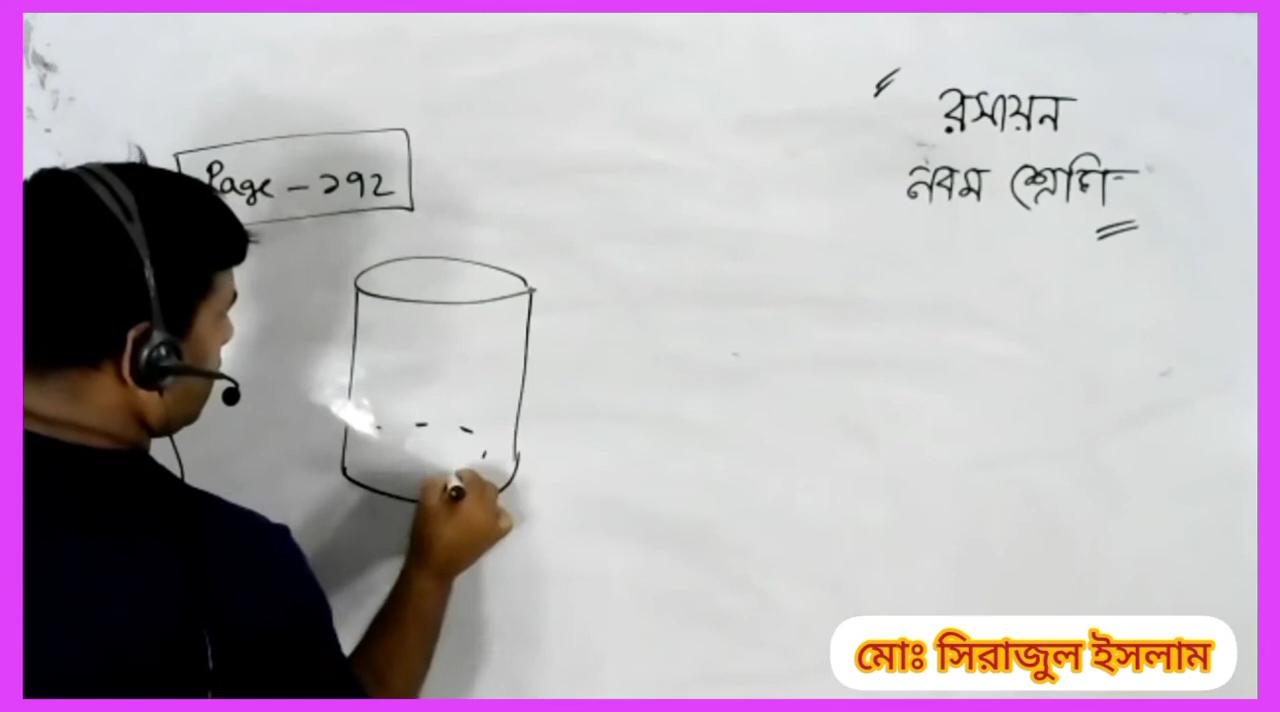 Page - ১৭২
" রসায়ন
নবম শ্রেণি "
মোঃ সিরাজুল ইসলাম